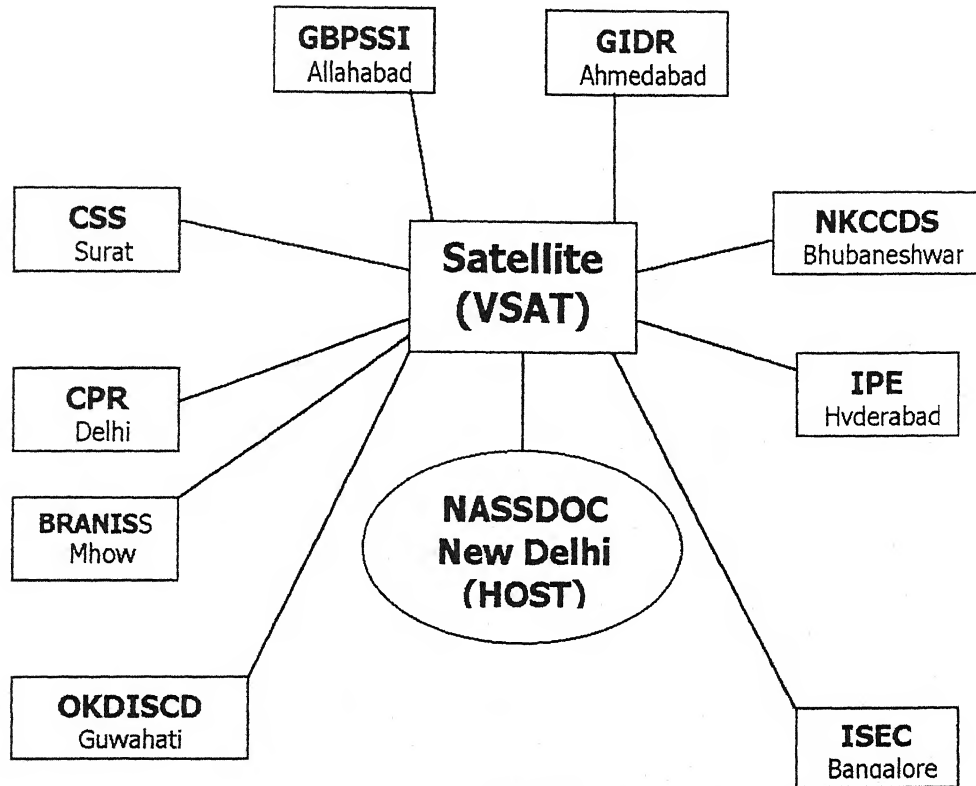 GBPSSI
Allahabad
GIDR
Ahmedabad
CSS
Surat
Satellite
(VSAT)
NKCCDS
Bhubaneshwar
CPR
Delhi
IPE
Hvderabad
BRANISS
Mhow
NASSDOC
New Delhi
(HOST)
OKDISCD
Guwahati
ISEC
Bangalore